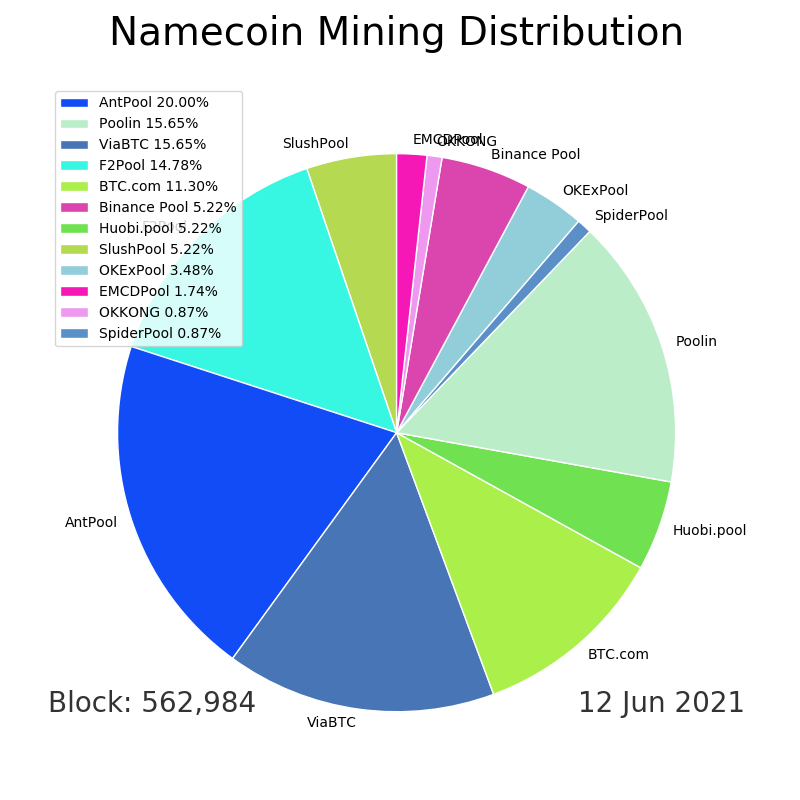 Namecoin Mining Distribution
AntPool 20.00%
Poolin 15.65%
ViaBTC 15.65%
F2Pool 14.78%
BTC.com 11.30%
Binance Pool 5.22%
Huobi.pool 5.22%
SlushPool 5.22%
OKExPool 3.48%
EMCDPool 1.74%
OKKONG 0.87%
SpiderPool 0.87%
SlushPool
EMCDPool
OKKONG
Binance Pool
OKExPool
SpiderPool
F2Pool
Poolin
AntPool
Huobi.pool
BTC.com
ViaBTC
Block: 562,984
12 Jun 2021